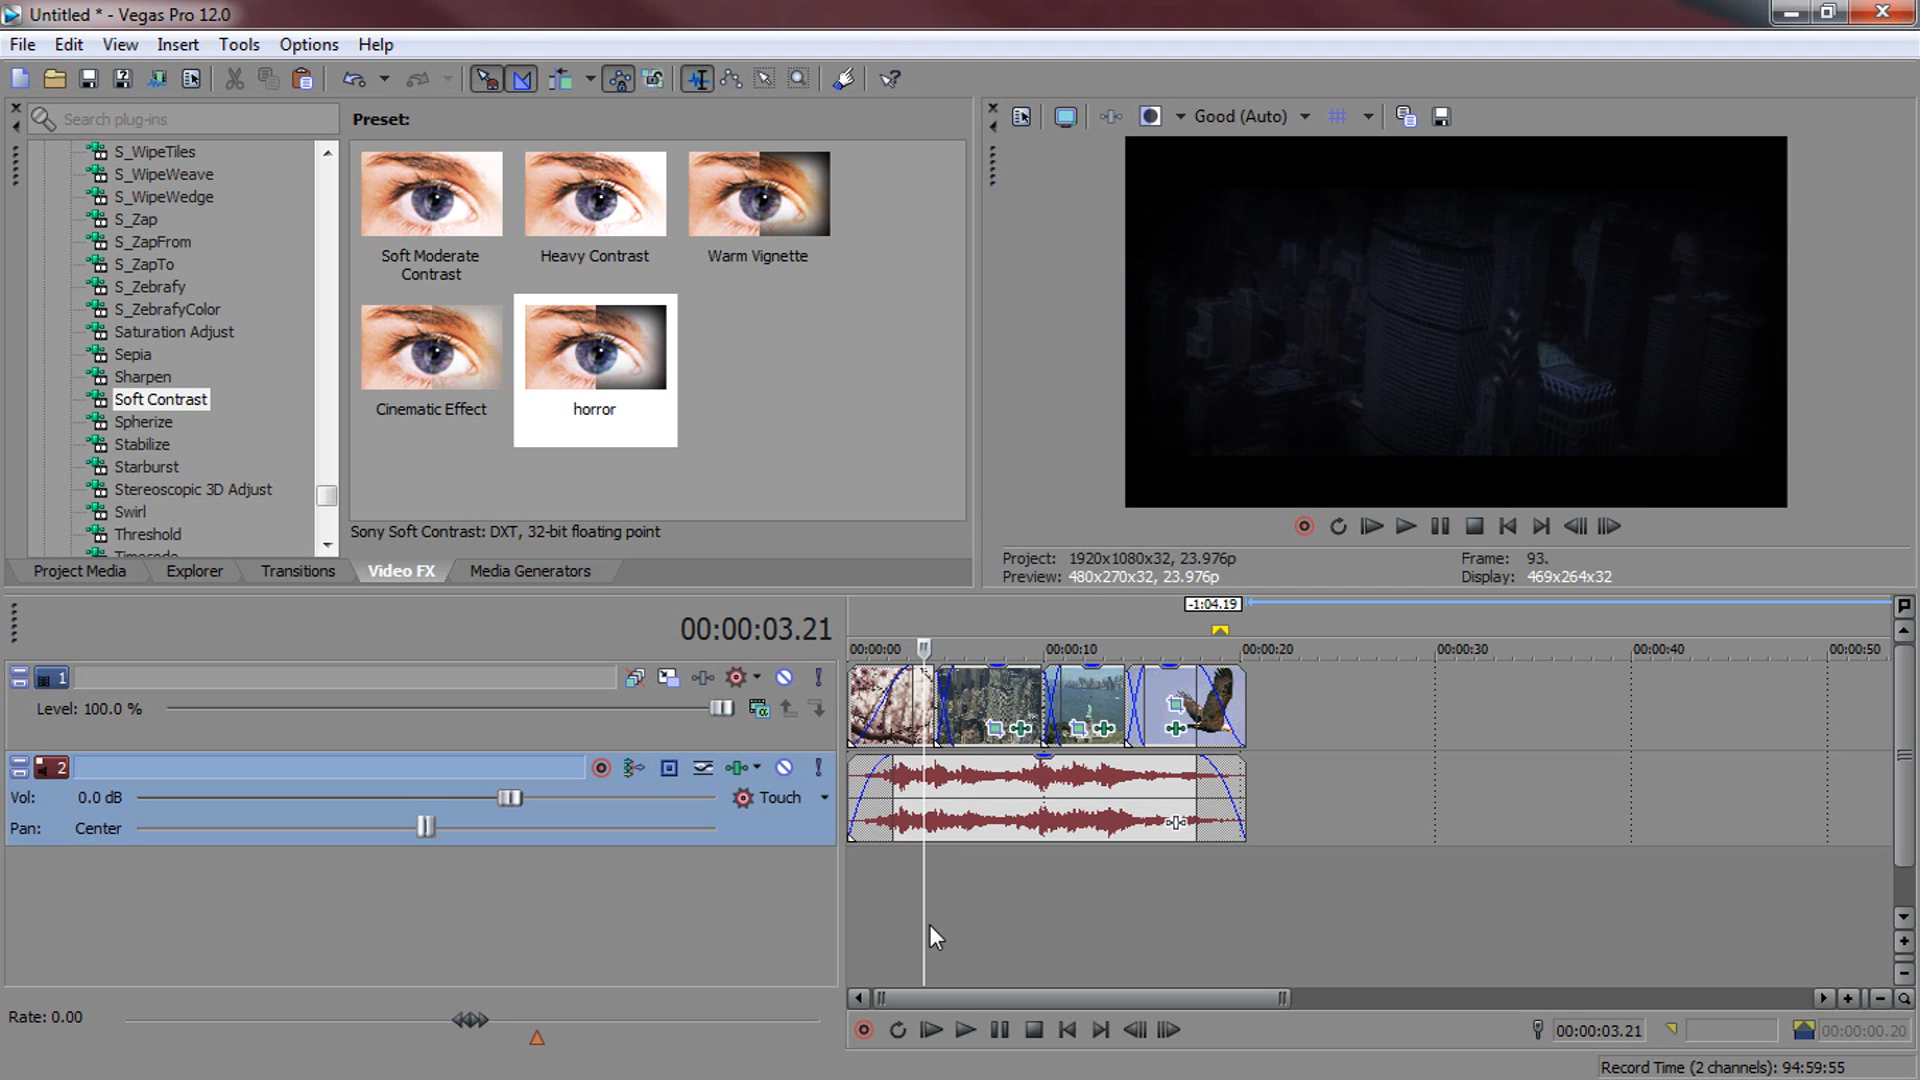 Untitled * - Vegas Pro 12.0
File Edit View Insert Tools Options Help
Search plug-ins
Preset:
Good (Auto)
S_WipeTiles
S_WipeWeave
S_WipeWedge
S_Zap
S_ZapFrom
S_ZapTo
S_Zebrafy
S_ZebrafyColor
Saturation Adjust
Sepia
Sharpen
Soft Contrast
Spherize
Stabilize
Starburst
Stereoscopic 3D Adjust
Swirl
Threshold
Timecode
Soft Moderate
Contrast
Heavy Contrast
Warm Vignette
Cinematic Effect
horror
Sony Soft Contrast: DXT, 32-bit floating point
Project Media Explorer Transitions Video FX Media Generators
Project: 1920x1080x32, 23.976p
Frame: 93.
Preview: 480x270x32, 23.976p
Display: 469x264x32
-1:04.19
00:00:03.21
00:00:00 00:00:10 00:00:20 00:00:30 00:00:40 00:00:50
1
Level: 100.0 %
2
Vol: 0.0 dB
Touch
Pan: Center
Rate: 0.00
00:00:03.21
00:00:00.20
Record Time (2 channels): 94:59:55